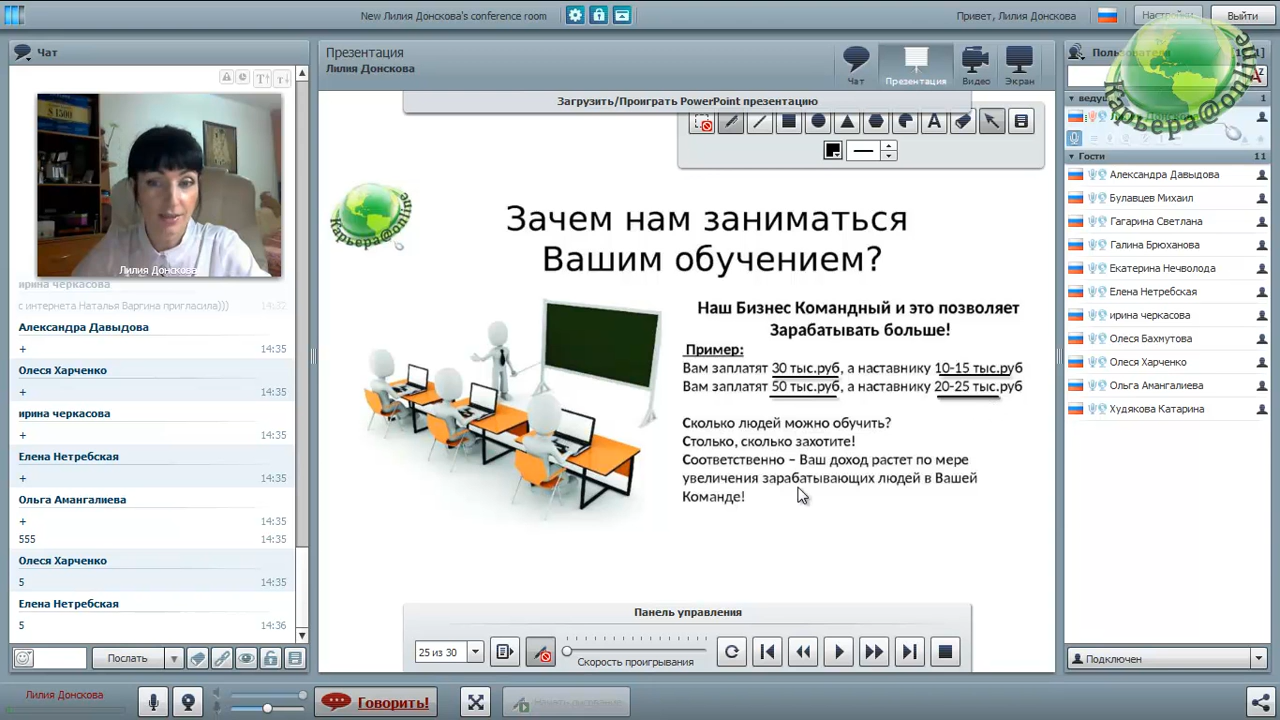 New Лилия Донскова's conference room
Привет, Лилия Донскова
Настройки
Выйти
Чат
Лилия Донскова
ирина черкасова
с интернета Наталья Варгина пригласила)))
14:32
Александра Давыдова
+
14:35
Олеся Харченко
+
14:35
ирина черкасова
+
14:35
Елена Нетребская
+
14:35
Ольга Амангалиева
+
14:35
555
14:35
Олеся Харченко
5
14:35
Елена Нетребская
5
14:36
Послать
Презентация
Лилия Донскова
Чат
Презентация
Видео
Экран
Загрузить/Проиграть PowerPoint презентацию
Карьера@online
Зачем нам заниматься
Вашим обучением?
Наш Бизнес Командный и это позволяет
Зарабатывать больше!
Пример:
Вам заплатят 30 тыс.руб, а наставнику 10-15 тыс.руб
Вам заплатят 50 тыс.руб, а наставнику 20-25 тыс.руб
Сколько людей можно обучить?
Столько, сколько захотите!
Соответственно – Ваш доход растет по мере
увеличения зарабатывающих людей в Вашей
Команде!
Панель управления
25 из 30
Скорость проигрывания
Карьера@online
1
Гости
11
Александра Давыдова
Булавцев Михаил
Гагарина Светлана
Галина Брюханова
Екатерина Нечволода
Елена Нетребская
ирина черкасова
Олеся Бахмутова
Олеся Харченко
Ольга Амангалиева
Худякова Катарина
Подключен
Лилия Донскова
Говорить!
Начать рисование